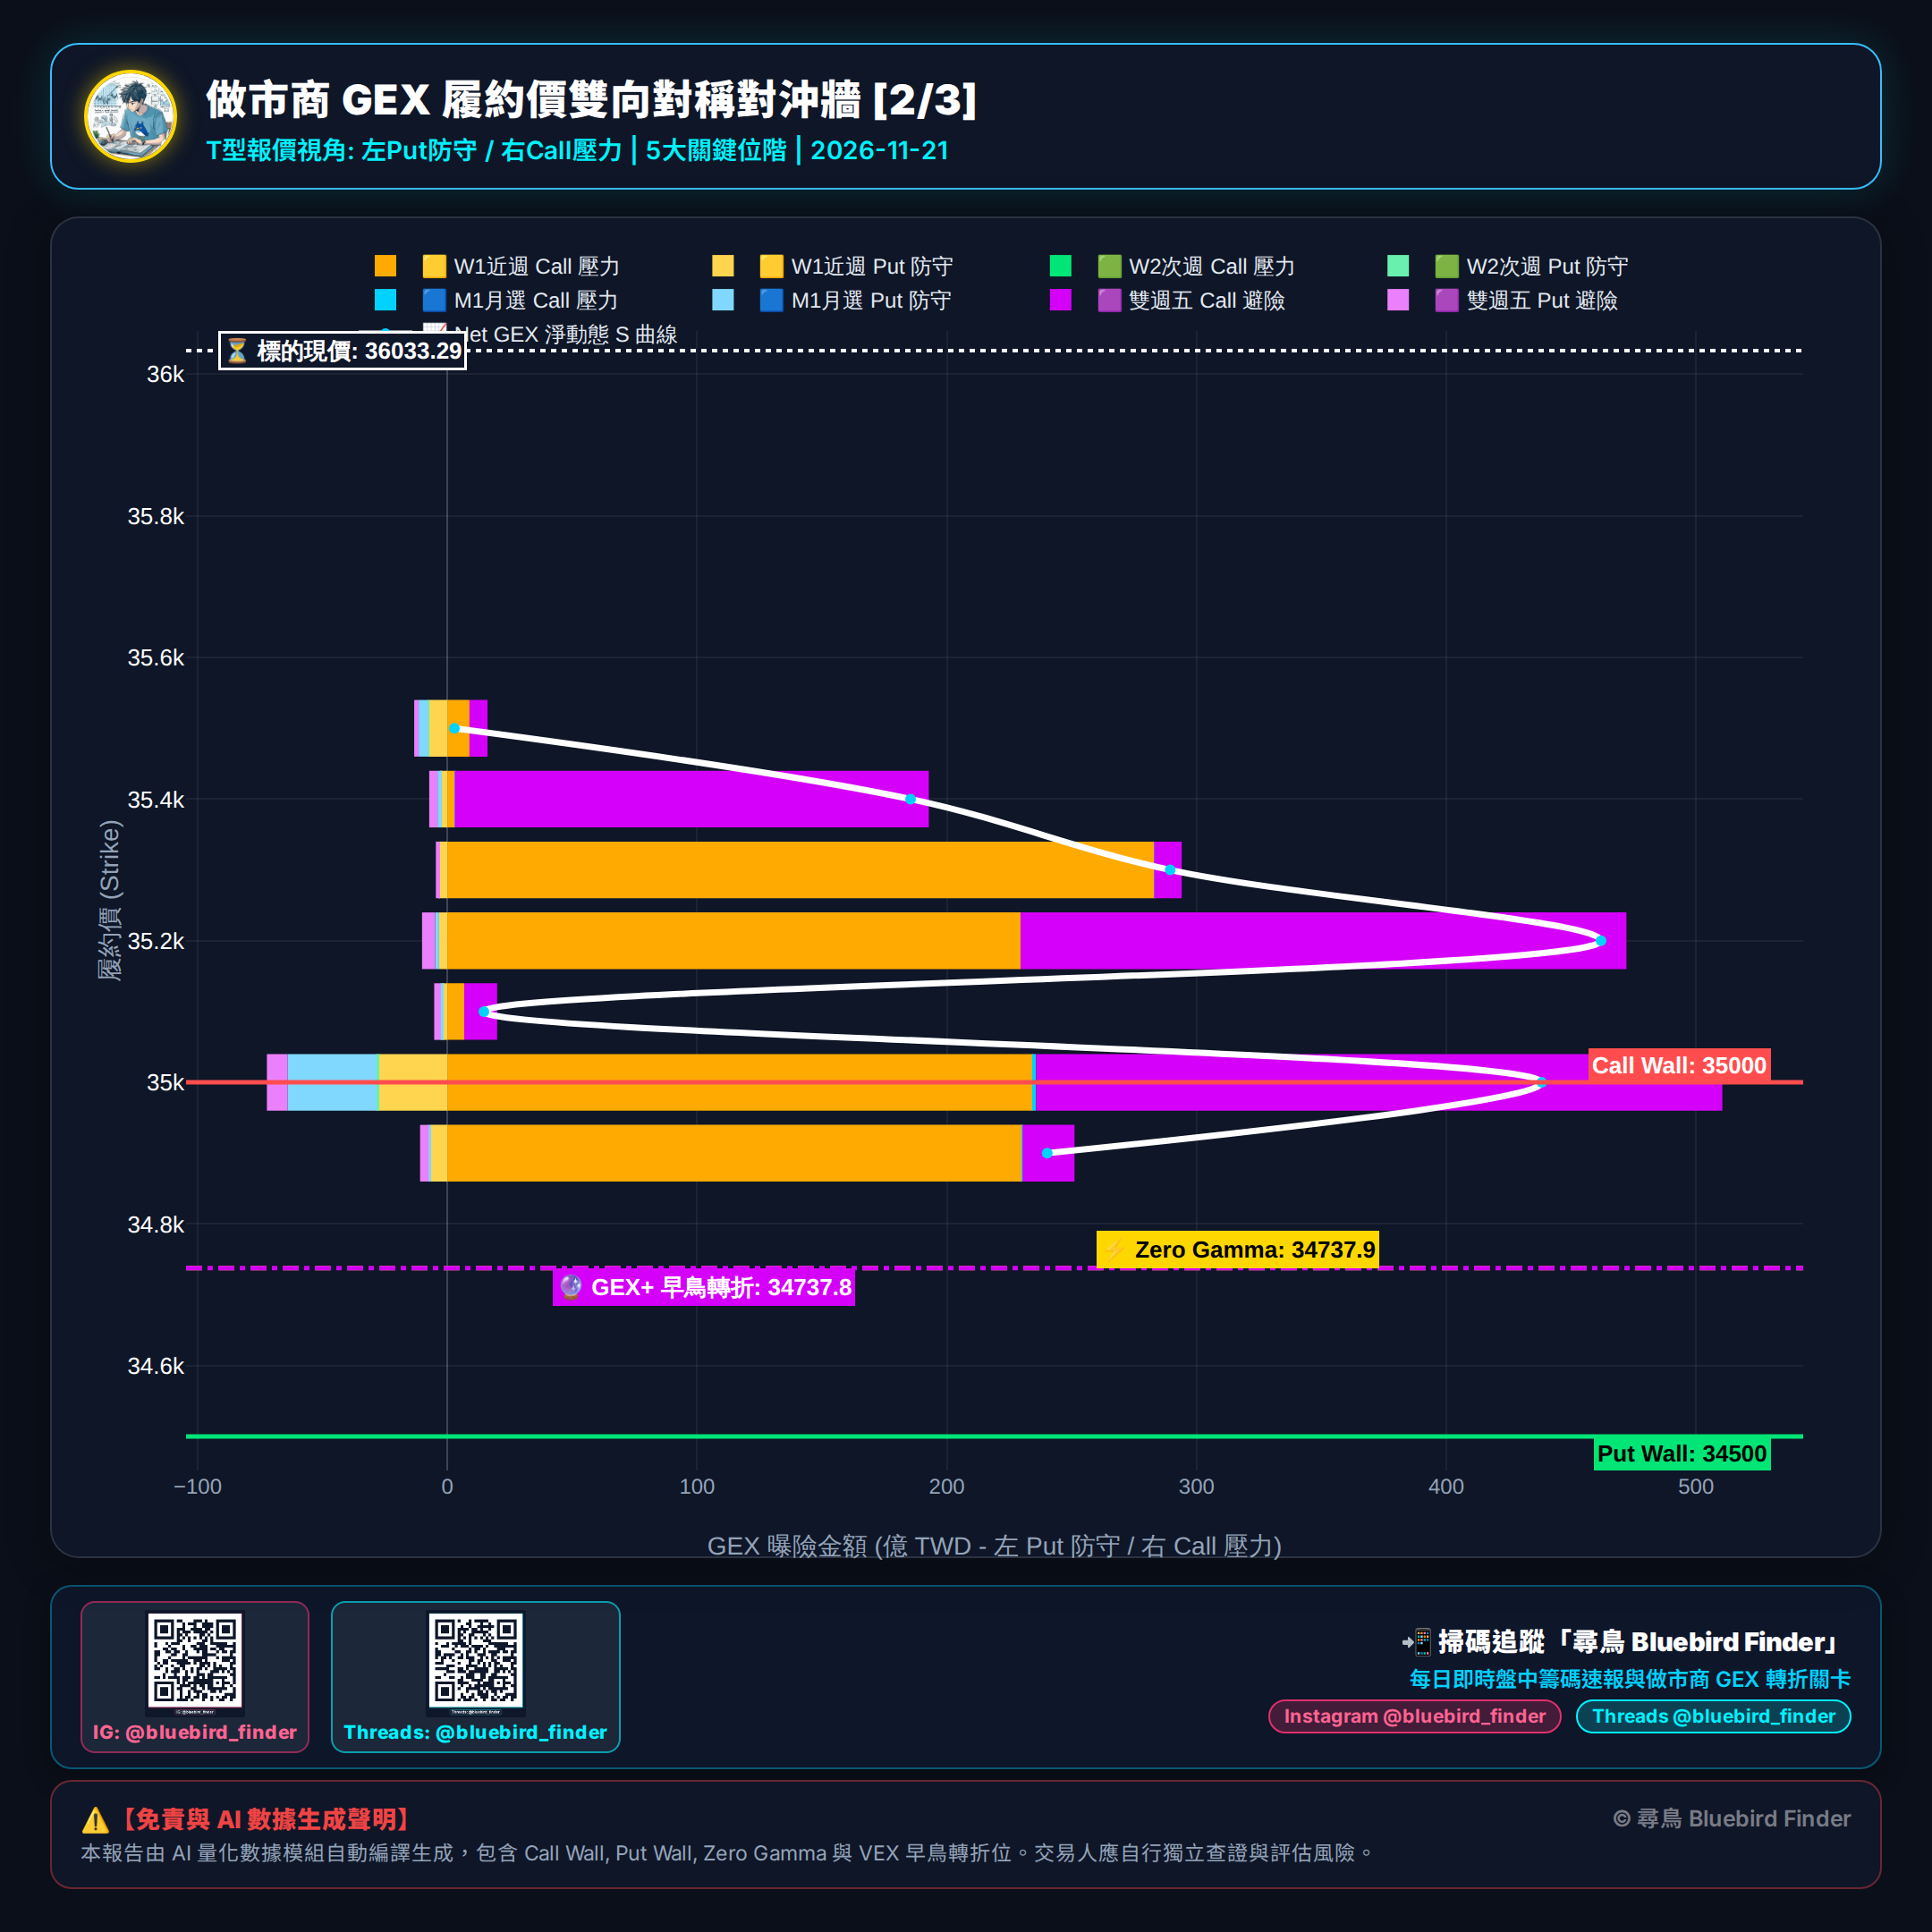 做市商 GEX 履約價雙向對稱對沖牆 [2/3]
T型報價視角: 左Put防守 / 右Call壓力 | 5大關鍵位階 | 2026-11-21
W1近週 Call 壓力
W1近週 Put 防守
W2次週 Call 壓力
W2次週 Put 防守
M1月選 Call 壓力
M1月選 Put 防守
雙週五 Call 避險
雙週五 Put 避險
Net GEX 淨動態 S 曲線
⏳ 標的現價: 36033.29
36k
35.8k
35.6k
35.4k
35.2k
35k
34.8k
34.6k
履約價 (Strike)
Call Wall: 35000
⚡ Zero Gamma: 34737.9
🔮 GEX+ 早鳥轉折: 34737.8
Put Wall: 34500
−100
0
100
200
300
400
500
GEX 曝險金額 (億 TWD - 左 Put 防守 / 右 Call 壓力)
IG: @bluebird_finder
Threads: @bluebird_finder
📲 掃碼追蹤「尋鳥 Bluebird Finder」
每日即時盤中籌碼速報與做市商 GEX 轉折關卡
Instagram @bluebird_finder
Threads @bluebird_finder
⚠️【免責與 AI 數據生成聲明】
© 尋鳥 Bluebird Finder
本報告由 AI 量化數據模組自動編譯生成，包含 Call Wall, Put Wall, Zero Gamma 與 VEX 早鳥轉折位。交易人應自行獨立查證與評估風險。